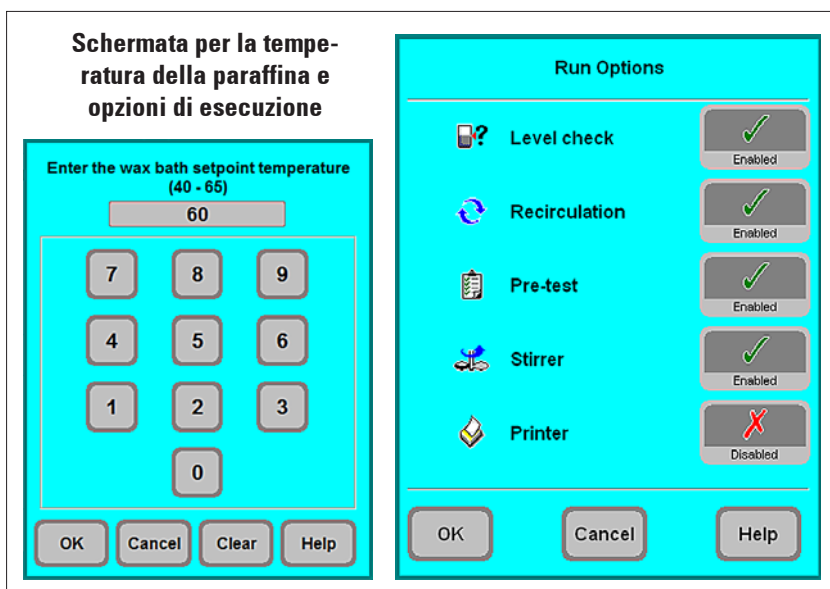 Schermata per la tempe-
ratura della paraffina e
opzioni di esecuzione
Enter the wax bath setpoint temperature
(40 - 65)
60
7 8 9
4 5 6
1 2 3
0
OK Cancel Clear Help
Run Options
Level check Enabled
Recirculation Enabled
Pre-test Enabled
Stirrer Enabled
Printer Disabled
OK Cancel Help